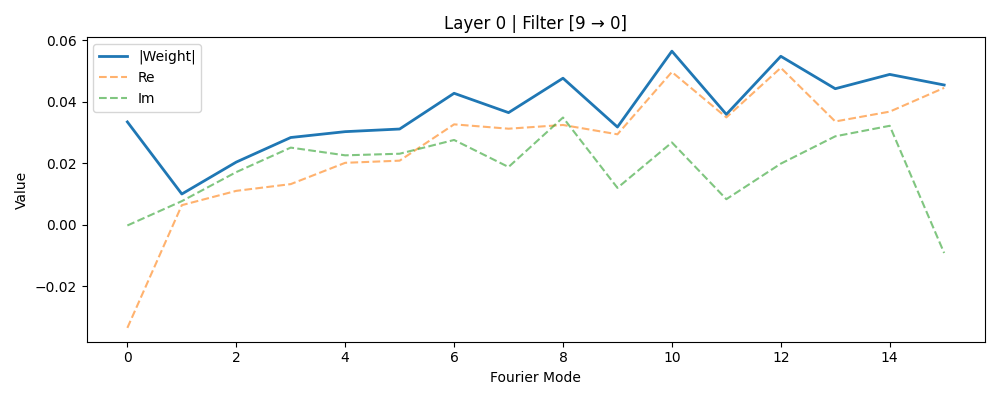 Layer 0 | Filter [9 → 0]
|Weight|
Re
Im
Value
0.06
0.04
0.02
0.00
−0.02
0 2 4 6 8 10 12 14
Fourier Mode